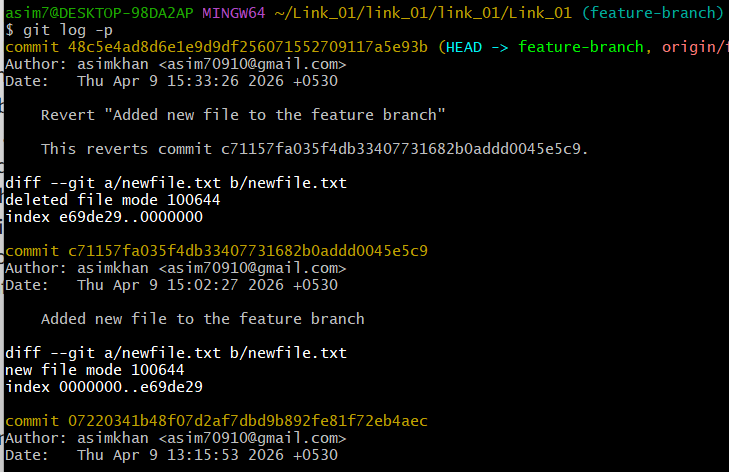 asim7@DESKTOP-98DA2AP MINGW64 ~/Link_01/link_01/link_01/Link_01 (feature-branch)
$ git log -p
commit 48c5e4ad8d6e1e9d9df256071552709117a5e93b (HEAD -> feature-branch, origin/f
Author: asimkhan <asim70910@gmail.com>
Date:   Thu Apr 9 15:33:26 2026 +0530
    Revert "Added new file to the feature branch"
    This reverts commit c71157fa035f4db33407731682b0addd0045e5c9.
diff --git a/newfile.txt b/newfile.txt
deleted file mode 100644
index e69de29..0000000
commit c71157fa035f4db33407731682b0addd0045e5c9
Author: asimkhan <asim70910@gmail.com>
Date:   Thu Apr 9 15:02:27 2026 +0530
    Added new file to the feature branch
diff --git a/newfile.txt b/newfile.txt
new file mode 100644
index 0000000..e69de29
commit 07220341b48f07d2af7dbd9b892fe81f72eb4aec
Author: asimkhan <asim70910@gmail.com>
Date:   Thu Apr 9 13:15:53 2026 +0530